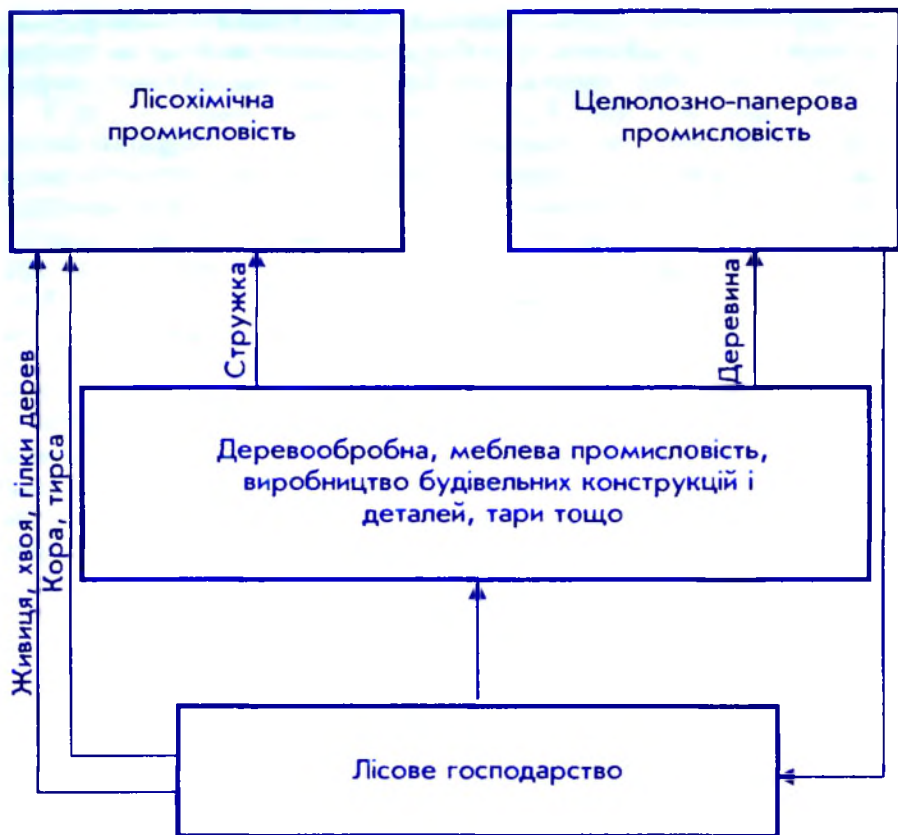 Лісохімічна
промисловість
Целюлозно-паперова
промисловість
Стружка
Деревина
Живиця, хвоя, гілки дерев
Кора, тирса
Деревообробна, меблева промисловість,
виробництво будівельних конструкцій і
деталей, тари тощо
Лісове господарство